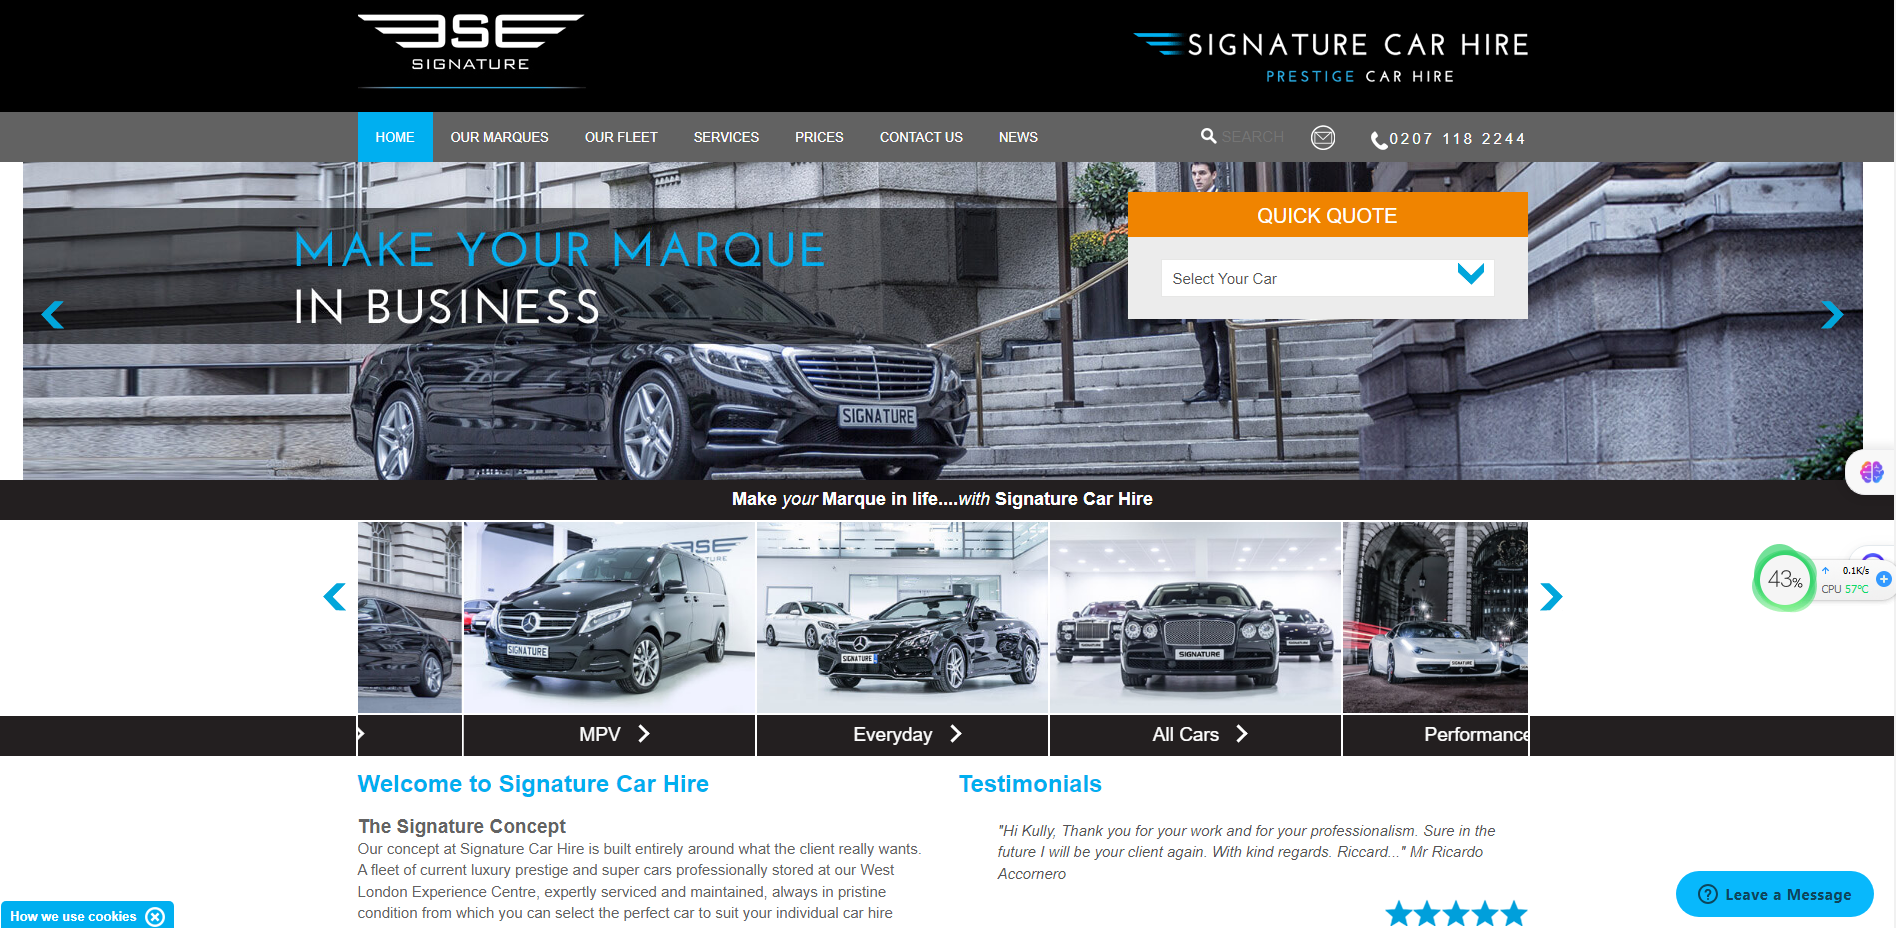 SIGNATURE
SIGNATURE CAR HIRE
PRESTIGE CAR HIRE
HOME
OUR MARQUES
OUR FLEET
SERVICES
PRICES
CONTACT US
NEWS
SEARCH
0207 118 2244
MAKE YOUR MARQUE
IN BUSINESS
QUICK QUOTE
Select Your Car
SIGNATURE
Make your Marque in life....with Signature Car Hire
SIGNATURE
SIGNATURE
SIGNATURE
SIGNATURE
MPV
Everyday
All Cars
Performance
43%
0.1K/s
CPU 57°C
Welcome to Signature Car Hire
The Signature Concept
Our concept at Signature Car Hire is built entirely around what the client really wants.
A fleet of current luxury prestige and super cars professionally stored at our West
London Experience Centre, expertly serviced and maintained, always in pristine
condition from which you can select the perfect car to suit your individual car hire
Testimonials
"Hi Kully, Thank you for your work and for your professionalism. Sure in the
future I will be your client again. With kind regards. Riccard..." Mr Ricardo
Accornero
How we use cookies
Leave a Message